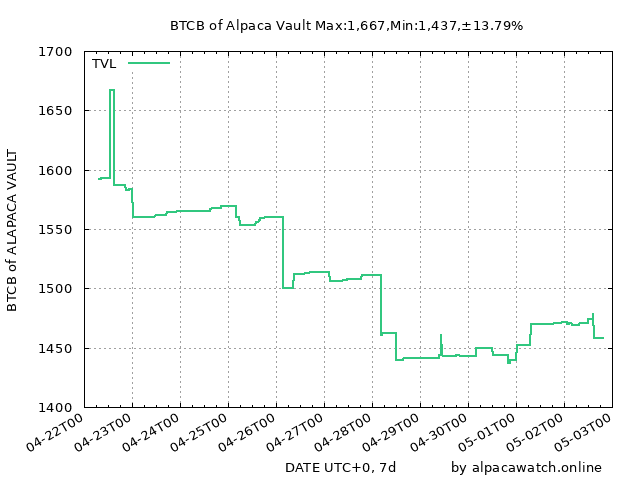 BTCB of Alpaca Vault Max:1,667,Min:1,437,±13.79%
TVL
1700
1650
1600
1550
1500
1450
1400
BTCB of ALAPACA VAULT
04-22T00
04-23T00
04-24T00
04-25T00
04-26T00
04-27T00
04-28T00
04-29T00
04-30T00
05-01T00
05-02T00
05-03T00
DATE UTC+0, 7d
by alpacawatch.online